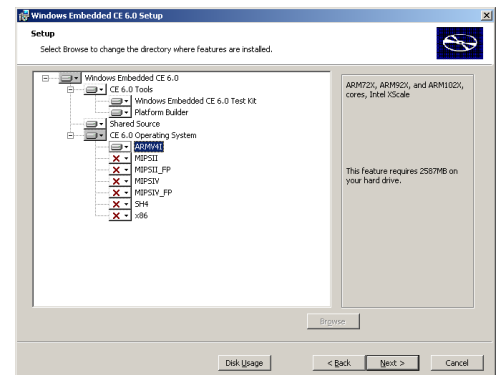 Windows Embedded CE 6.0 Setup
Setup
Select Browse to change the directory where features are installed.
Windows Embedded CE 6.0
CE 6.0 Tools
Windows Embedded CE 6.0 Test Kit
Platform Builder
Shared Source
CE 6.0 Operating System
ARMV4I
MIPSII
MIPSII_FP
MIPSIV
MIPSIV_FP
SH4
x86
ARM72X, ARM92X, and ARM102X,
cores, Intel XScale
This feature requires 2587MB on
your hard drive.
Browse
Disk Usage
< Back
Next >
Cancel